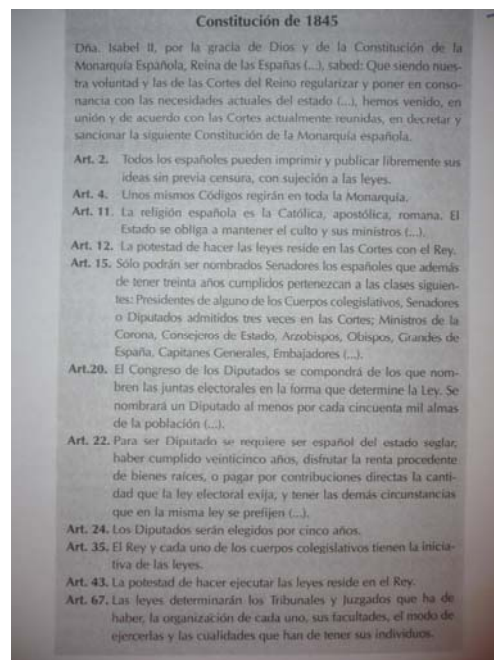 Constitución de 1845
Dña. Isabel II, por la gracia de Dios y de la Constitución de la
Monarquía Española, Reina de las Españas (...), sabed: Que siendo nues-
tra voluntad y las de las Cortes del Reino regularizar y poner en conso-
nancia con las necesidades actuales del estado (...), hemos venido, en
unión y de acuerdo con las Cortes actualmente reunidas, en decretar y
sancionar la siguiente Constitución de la Monarquía española.
Art. 2. Todos los españoles pueden imprimir y publicar libremente sus
ideas sin previa censura, con sujeción a las leyes.
Art. 4. Unos mismos Códigos regirán en toda la Monarquía.
Art. 11. La religión española es la Católica, apostólica, romana. El
Estado se obliga a mantener el culto y sus ministros (...).
Art. 12. La potestad de hacer las leyes reside en las Cortes con el Rey.
Art. 15. Sólo podrán ser nombrados Senadores los españoles que además
de tener treinta años cumplidos pertenezcan a las clases siguien-
tes: Presidentes de alguno de los Cuerpos colegislativos, Senadores
o Diputados admitidos tres veces en las Cortes; Ministros de la
Corona, Consejeros de Estado, Arzobispos, Obispos, Grandes de
España, Capitanes Generales, Embajadores (...).
Art.20. El Congreso de los Diputados se compondrá de los que nom-
bren las juntas electorales en la forma que determine la Ley. Se
nombrará un Diputado al menos por cada cincuenta mil almas
de la población (...).
Art. 22. Para ser Diputado se requiere ser español del estado seglar,
haber cumplido veinticinco años, disfrutar la renta procedente
de bienes raíces, o pagar por contribuciones directas la canti-
dad que la ley electoral exija, y tener las demás circunstancias
que en la misma ley se prefijen (...).
Art. 24. Los Diputados serán elegidos por cinco años.
Art. 35. El Rey y cada uno de los cuerpos colegislativos tienen la inicia-
tiva de las leyes.
Art. 43. La potestad de hacer ejecutar las leyes reside en el Rey.
Art. 67. Las leyes determinarán los Tribunales y Juzgados que ha de
haber, la organización de cada uno, sus facultades, el modo de
ejercerlas y las cualidades que han de tener sus individuos.